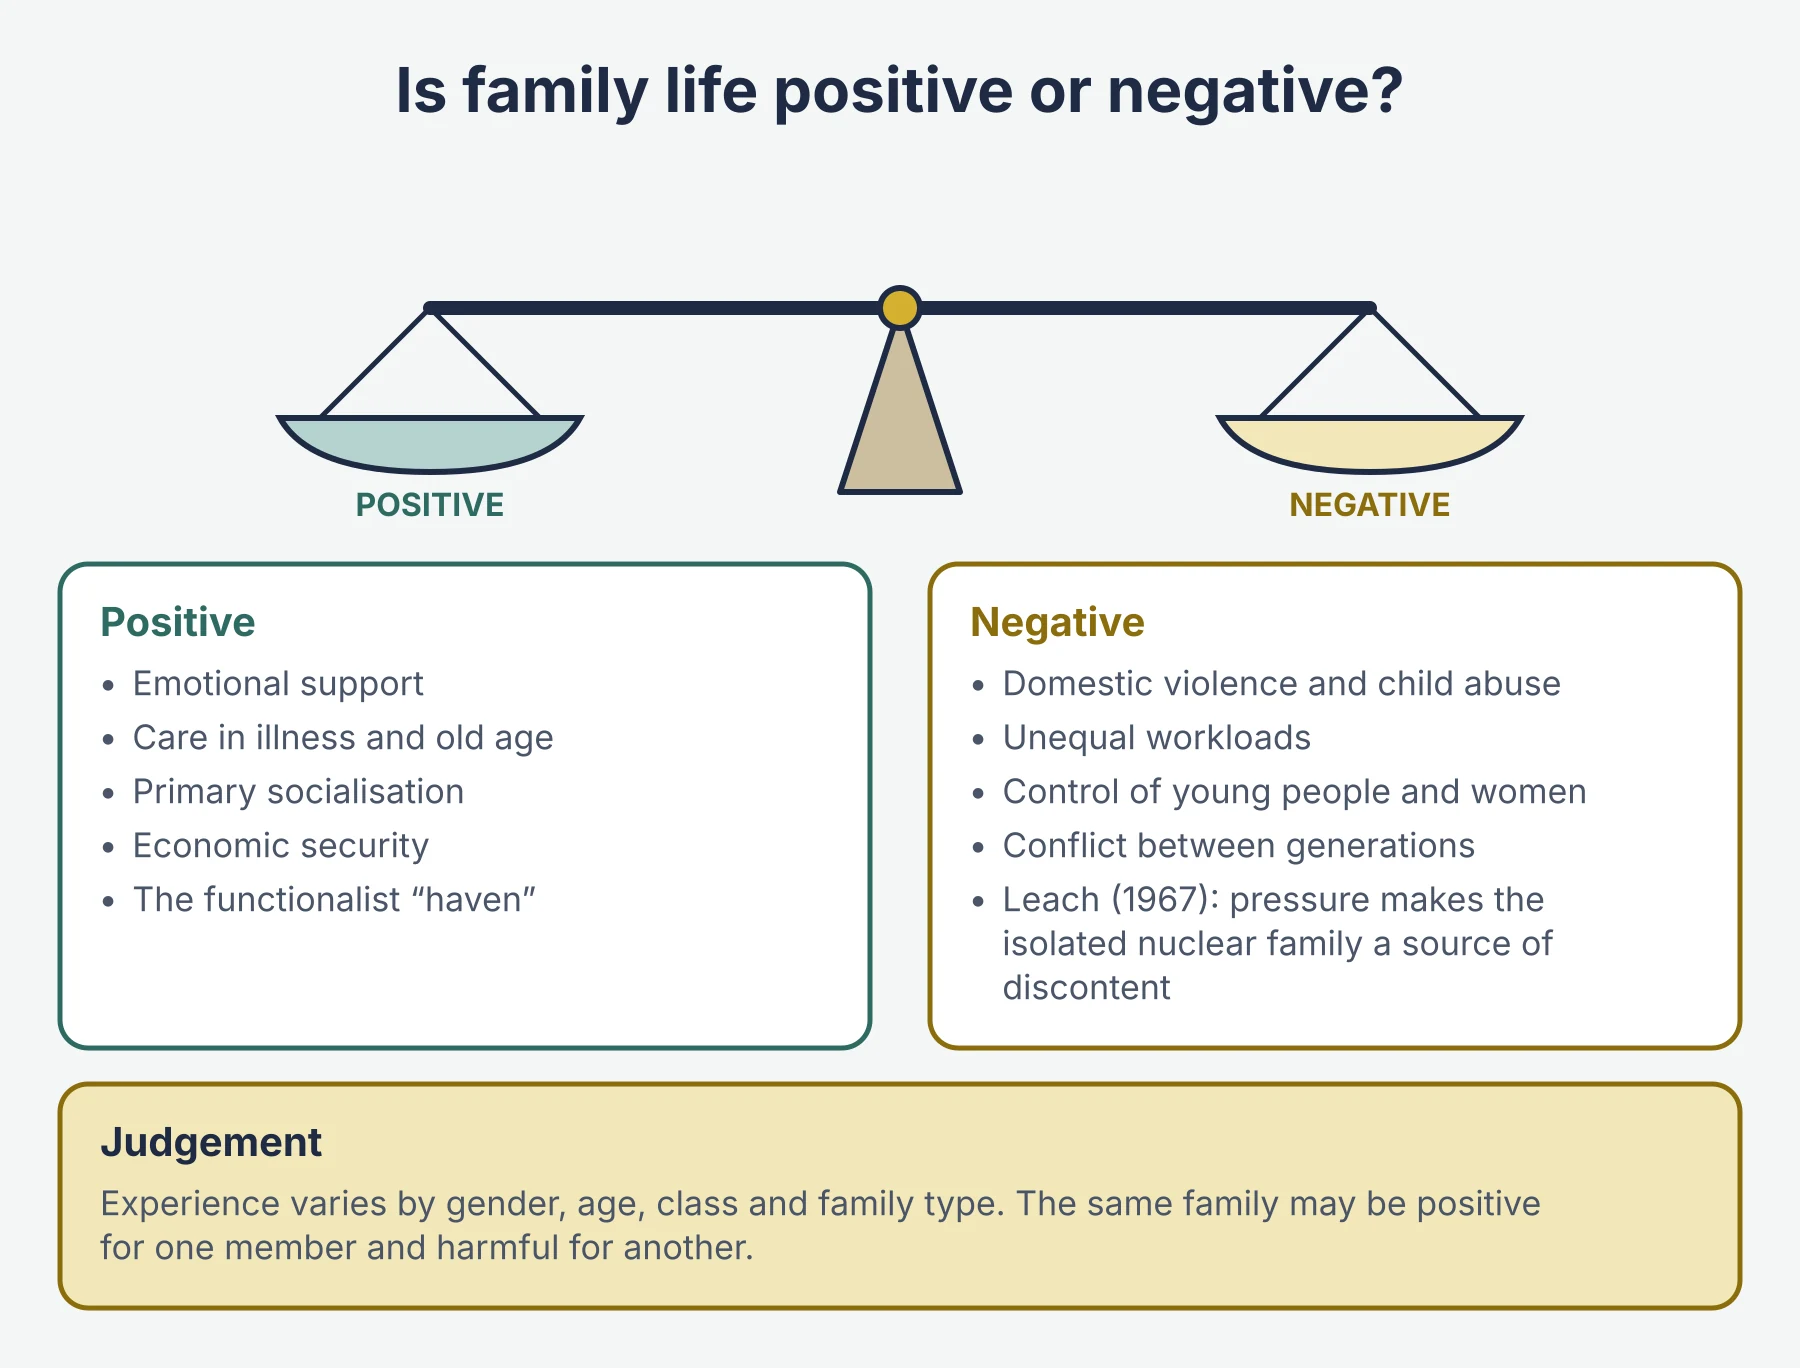 Is family life positive or negative?
POSITIVE
NEGATIVE
Positive
• Emotional support
• Care in illness and old age
• Primary socialisation
• Economic security
• The functionalist “haven”
Negative
• Domestic violence and child abuse
• Unequal workloads
• Control of young people and women
• Conflict between generations
• Leach (1967): pressure makes the
isolated nuclear family a source of
discontent
Judgement
Experience varies by gender, age, class and family type. The same family may be positive
for one member and harmful for another.